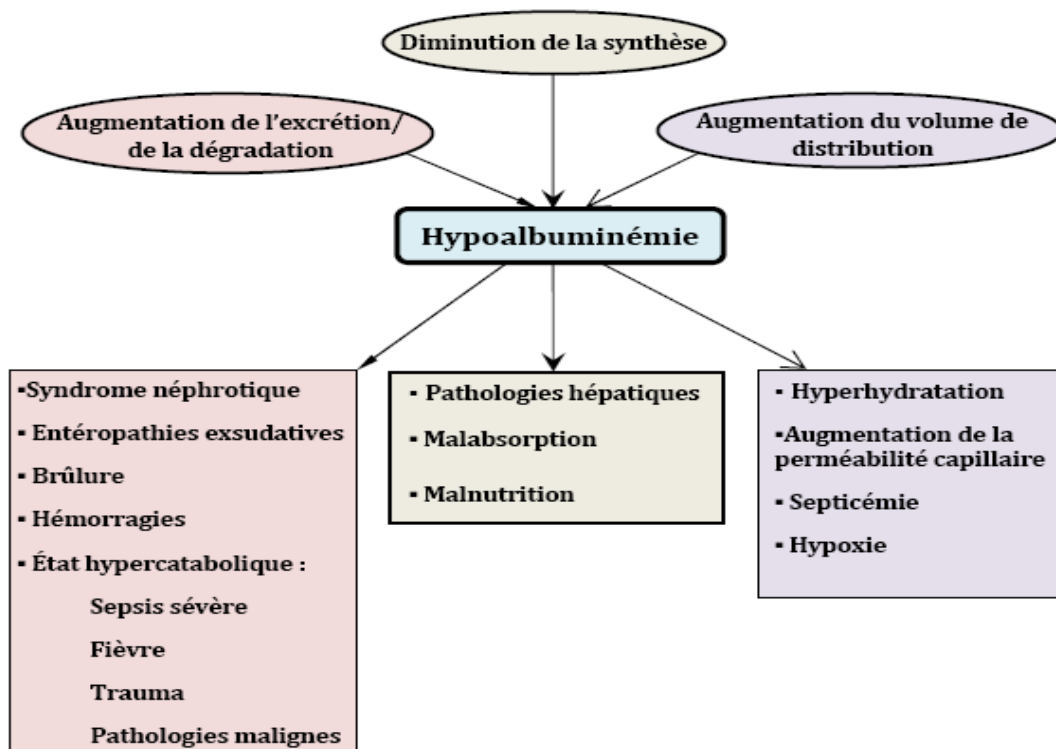 Diminution de la synthèse
Augmentation de l’excrétion/
de la dégradation
Augmentation du volume de
distribution
Hypoalbuminémie
▪Syndrome néphrotique
▪ Entéropathies exsudatives
▪ Brûlure
▪ Hémorragies
▪ État hypercatabolique :
Sepsis sévère
Fièvre
Trauma
Pathologies malignes
▪ Pathologies hépatiques
▪ Malabsorption
▪ Malnutrition
▪ Hyperhydratation
▪Augmentation de la
perméabilité capillaire
▪ Septicémie
▪ Hypoxie